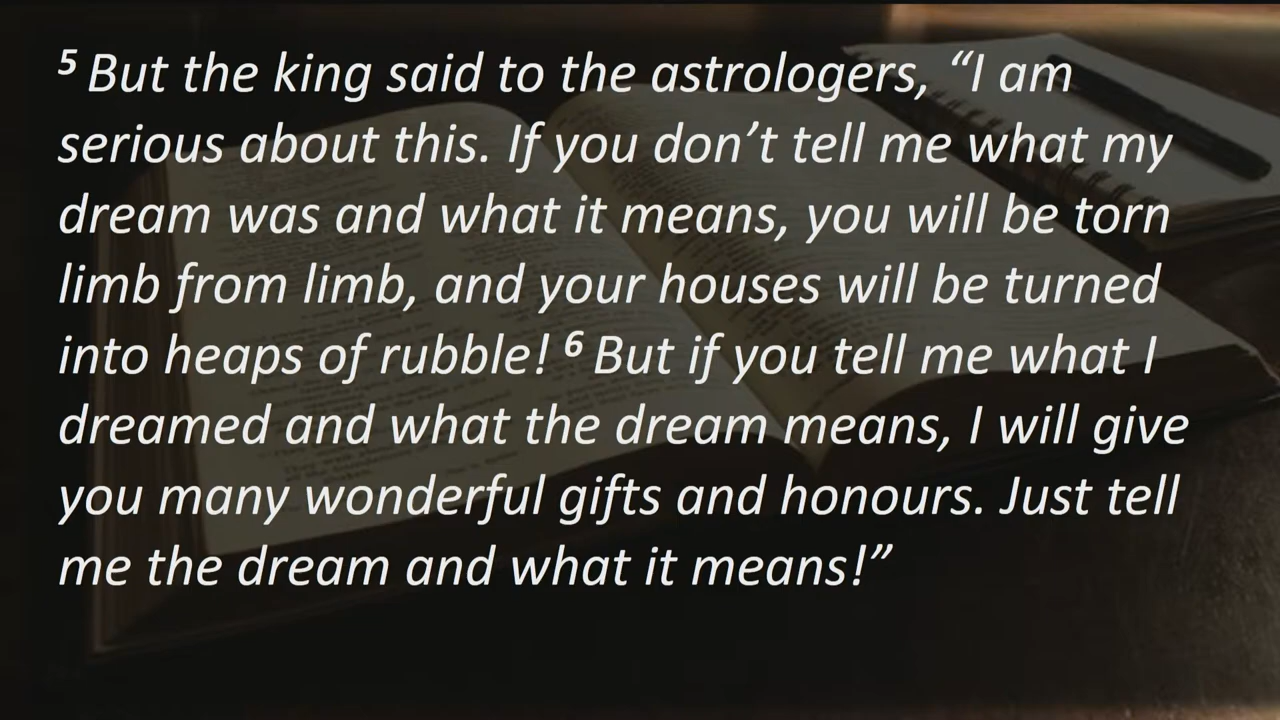 5 But the king said to the astrologers, “I am
serious about this. If you don’t tell me what my
dream was and what it means, you will be torn
limb from limb, and your houses will be turned
into heaps of rubble! 6 But if you tell me what I
dreamed and what the dream means, I will give
you many wonderful gifts and honours. Just tell
me the dream and what it means!”